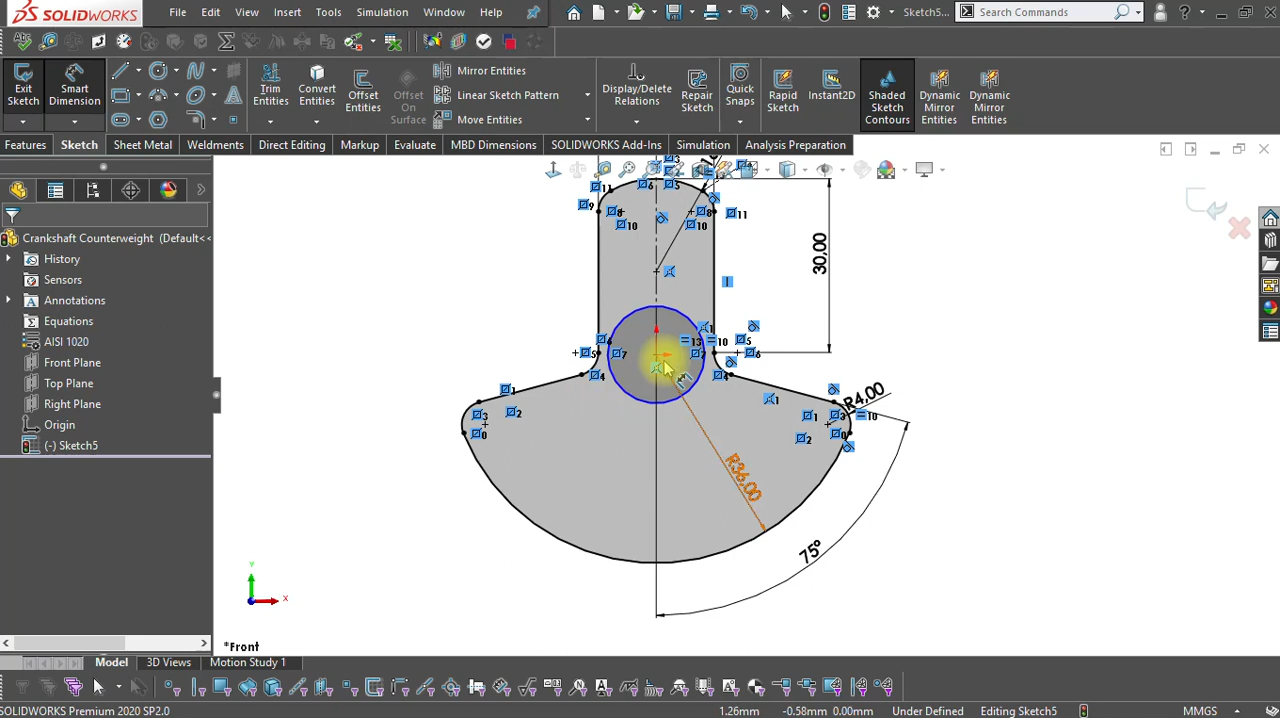 SOLIDWORKS File Edit View Insert Tools Simulation Window Help Sketch5... Search Commands ?
Exit Sketch Smart Dimension Trim Entities Convert Entities Offset Entities Offset On Surface Mirror Entities Linear Sketch Pattern Move Entities Display/Delete Relations Repair Sketch Quick Snaps Rapid Sketch Instant2D Shaded Sketch Contours Dynamic Mirror Entities Dynamic Mirror Entities
Features Sketch Sheet Metal Weldments Direct Editing Markup Evaluate MBD Dimensions SOLIDWORKS Add-Ins Simulation Analysis Preparation
Crankshaft Counterweight (Default<<
History
Sensores
Annotations
Equations
AISI 1020
Front Plane
Top Plane
Right Plane
Origin
(-) Sketch5
30,00
R4,00
R36,00
75°
Y
X
*Front
Model 3D Views Motion Study 1
SOLIDWORKS Premium 2020 SP2.0 1.26mm -0.58mm 0.00mm Under Defined Editing Sketch5 MMGS